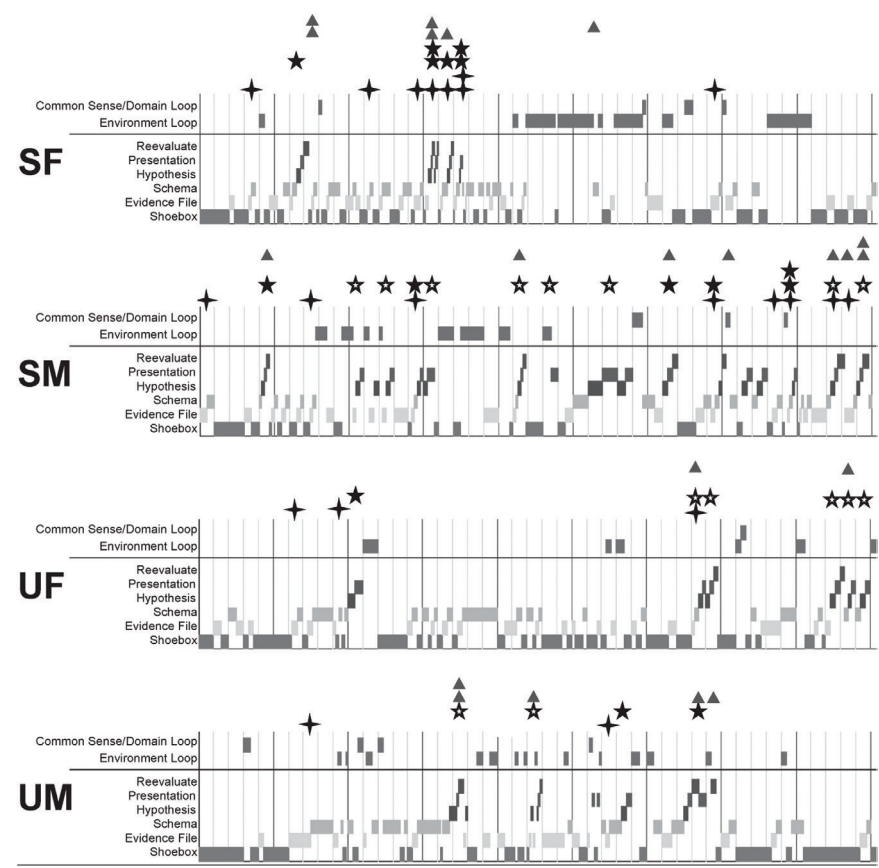 Common Sense/Domain Loop
Environment Loop
SF
Reevaluate
Presentation
Hypothesis
Schema
Evidence File
Shoebox
Common Sense/Domain Loop
Environment Loop
SM
Reevaluate
Presentation
Hypothesis
Schema
Evidence File
Shoebox
Common Sense/Domain Loop
Environment Loop
UF
Reevaluate
Presentation
Hypothesis
Schema
Evidence File
Shoebox
Common Sense/Domain Loop
Environment Loop
UM
Reevaluate
Presentation
Hypothesis
Schema
Evidence File
Shoebox